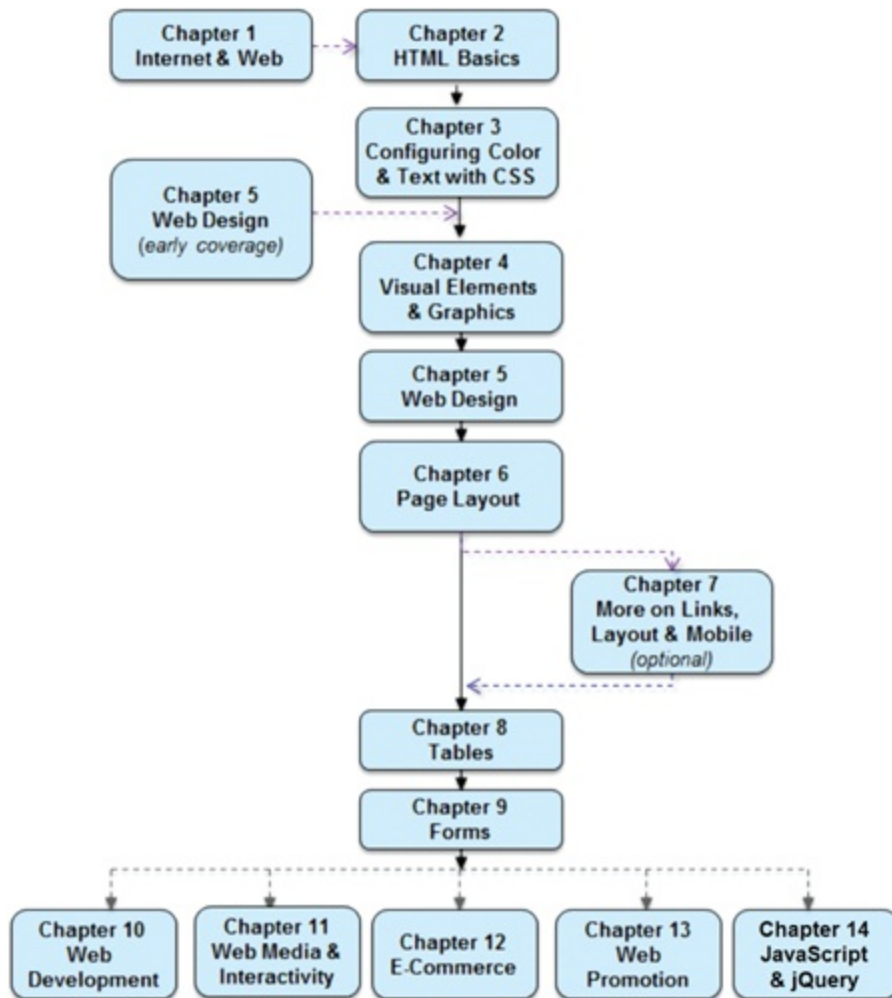 Chapter 1
Internet & Web
Chapter 2
HTML Basics
Chapter 3
Configuring Color
& Text with CSS
Chapter 5
Web Design
(early coverage)
Chapter 4
Visual Elements
& Graphics
Chapter 5
Web Design
Chapter 6
Page Layout
Chapter 7
More on Links,
Layout & Mobile
(optional)
Chapter 8
Tables
Chapter 9
Forms
Chapter 10
Web
Development
Chapter 11
Web Media &
Interactivity
Chapter 12
E-Commerce
Chapter 13
Web
Promotion
Chapter 14
JavaScript
& jQuery